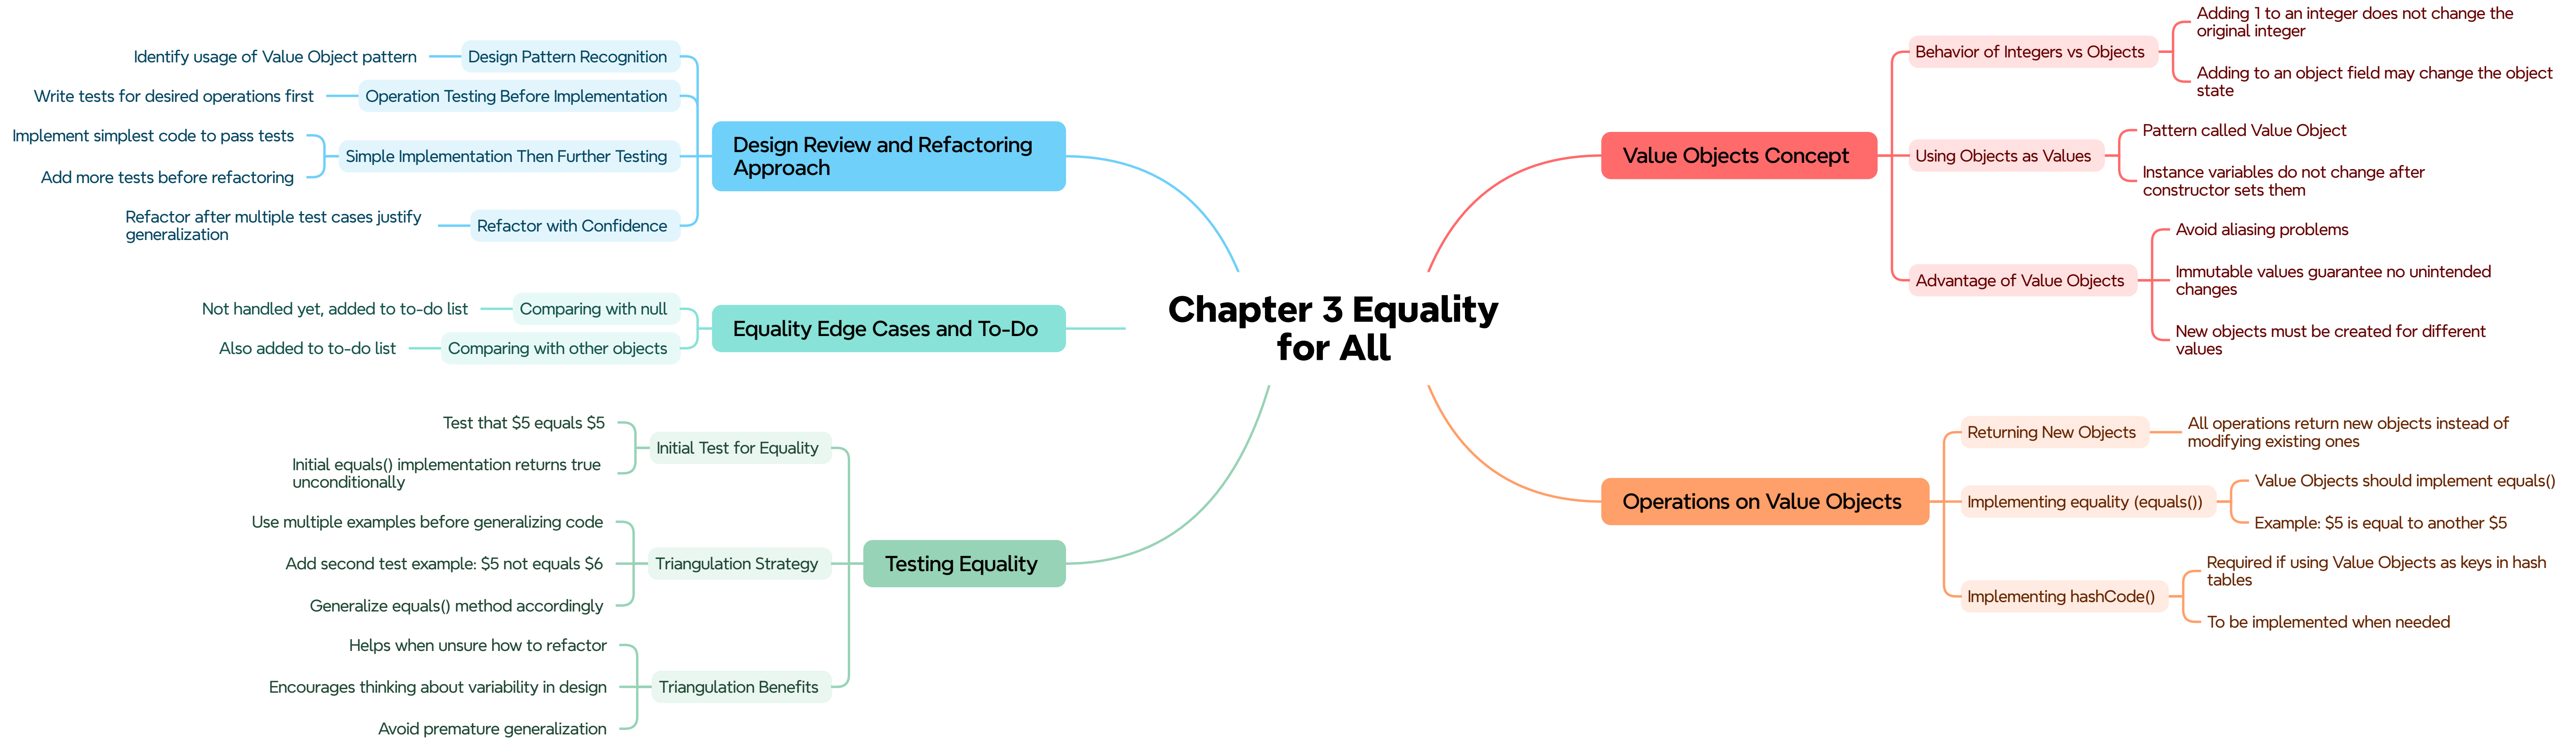 Chapter 3 Equality
for All
Value Objects Concept
Behavior of Integers vs Objects
Adding 1 to an integer does not change the
original integer
Adding to an object field may change the object
state
Using Objects as Values
Pattern called Value Object
Instance variables do not change after
constructor sets them
Advantage of Value Objects
Avoid aliasing problems
Immutable values guarantee no unintended
changes
New objects must be created for different
values
Operations on Value Objects
Returning New Objects
All operations return new objects instead of
modifying existing ones
Implementing equality (equals())
Value Objects should implement equals()
Example: $5 is equal to another $5
Implementing hashCode()
Required if using Value Objects as keys in hash
tables
To be implemented when needed
Design Review and Refactoring
Approach
Design Pattern Recognition
Identify usage of Value Object pattern
Operation Testing Before Implementation
Write tests for desired operations first
Simple Implementation Then Further Testing
Implement simplest code to pass tests
Add more tests before refactoring
Refactor with Confidence
Refactor after multiple test cases justify
generalization
Equality Edge Cases and To-Do
Comparing with null
Not handled yet, added to to-do list
Comparing with other objects
Also added to to-do list
Testing Equality
Initial Test for Equality
Test that $5 equals $5
Initial equals() implementation returns true
unconditionally
Triangulation Strategy
Use multiple examples before generalizing code
Add second test example: $5 not equals $6
Generalize equals() method accordingly
Triangulation Benefits
Helps when unsure how to refactor
Encourages thinking about variability in design
Avoid premature generalization